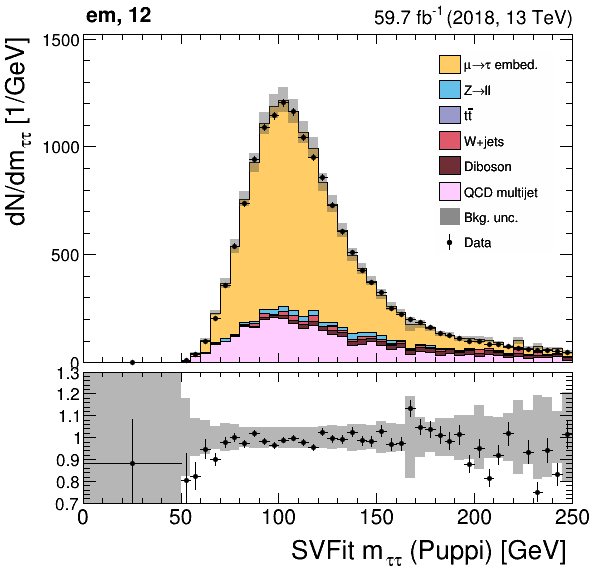 em, 12
59.7 fb⁻¹ (2018, 13 TeV)
dN/dm_ττ [1/GeV]
1500
1000
500
0
μ→τ embed.
Z→ll
tt̄
W+jets
Diboson
QCD multijet
Bkg. unc.
Data
1.3
1.2
1.1
1
0.9
0.8
0.7
0 50 100 150 200 250
SVFit m_ττ (Puppi) [GeV]